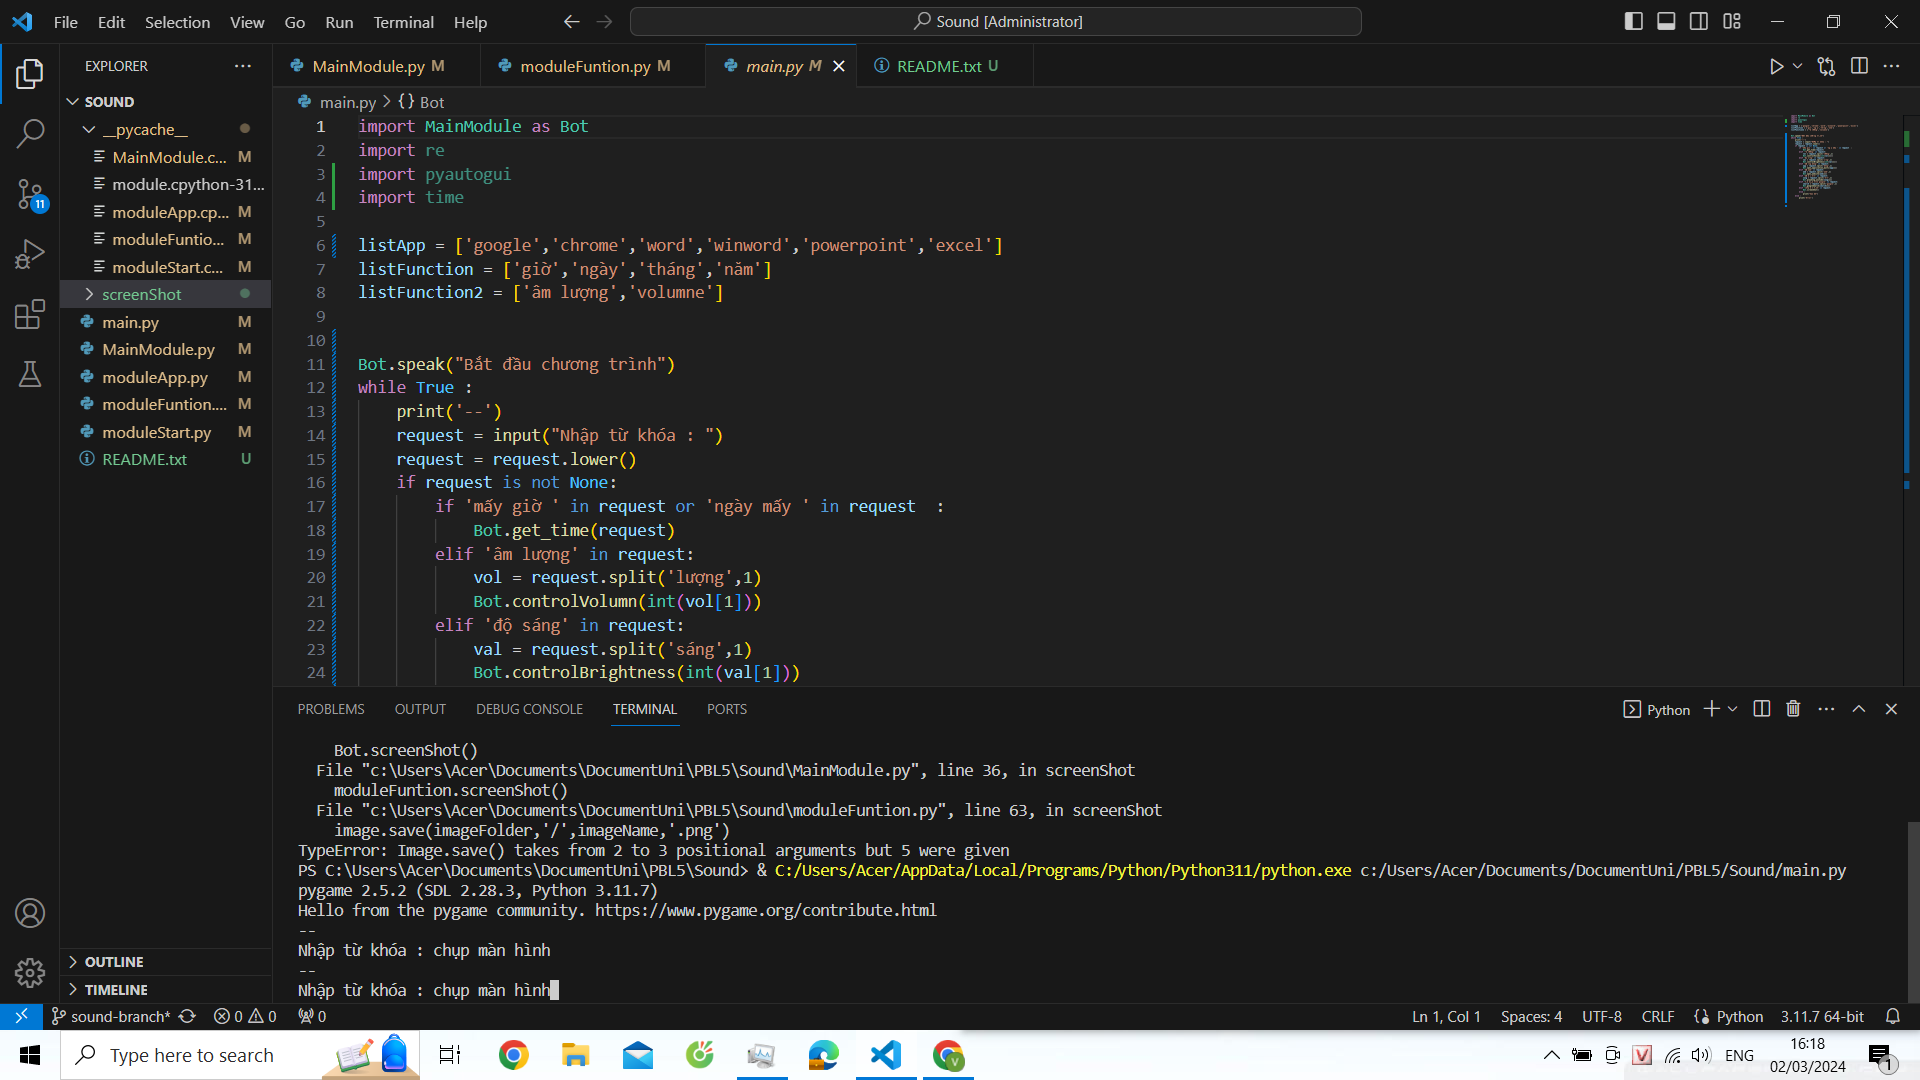 File Edit Selection View Go Run Terminal Help
Sound [Administrator]
EXPLORER
MainModule.py M
moduleFuntion.py M
main.py M
README.txt U
SOUND
main.py > {} Bot
__pycache__
MainModule.c... M
module.cpython-31...
moduleApp.cp... M
moduleFuntio... M
moduleStart.c... M
screenShot
main.py M
MainModule.py M
moduleApp.py M
moduleFuntion.... M
moduleStart.py M
README.txt U
11
OUTLINE
TIMELINE
1 import MainModule as Bot
2 import re
3 import pyautogui
4 import time
5
6 listApp = ['google','chrome','word','winword','powerpoint','excel']
7 listFunction = ['giờ','ngày','tháng','năm']
8 listFunction2 = ['âm lượng','volumne']
9
10
11 Bot.speak("Bắt đầu chương trình")
12 while True :
13     print('--')
14     request = input("Nhập từ khóa : ")
15     request = request.lower()
16     if request is not None:
17         if 'mấy giờ ' in request or 'ngày mấy ' in request  :
18             Bot.get_time(request)
19         elif 'âm lượng' in request:
20             vol = request.split('lượng',1)
21             Bot.controlVolumn(int(vol[1]))
22         elif 'độ sáng' in request:
23             val = request.split('sáng',1)
24             Bot.controlBrightness(int(val[1]))
PROBLEMS OUTPUT DEBUG CONSOLE TERMINAL PORTS
Python
    Bot.screenShot()
  File "c:\Users\Acer\Documents\DocumentUni\PBL5\Sound\MainModule.py", line 36, in screenShot
    moduleFuntion.screenShot()
  File "c:\Users\Acer\Documents\DocumentUni\PBL5\Sound\moduleFuntion.py", line 63, in screenShot
    image.save(imageFolder,'/',imageName,'.png')
TypeError: Image.save() takes from 2 to 3 positional arguments but 5 were given
PS C:\Users\Acer\Documents\DocumentUni\PBL5\Sound> & C:/Users/Acer/AppData/Local/Programs/Python/Python311/python.exe c:/Users/Acer/Documents/DocumentUni/PBL5/Sound/main.py
pygame 2.5.2 (SDL 2.28.3, Python 3.11.7)
Hello from the pygame community. https://www.pygame.org/contribute.html
--
Nhập từ khóa : chụp màn hình
--
Nhập từ khóa : chụp màn hình
sound-branch* 0 0 0
Ln 1, Col 1 Spaces: 4 UTF-8 CRLF Python 3.11.7 64-bit
Type here to search
V
V
ENG
16:18
02/03/2024
1